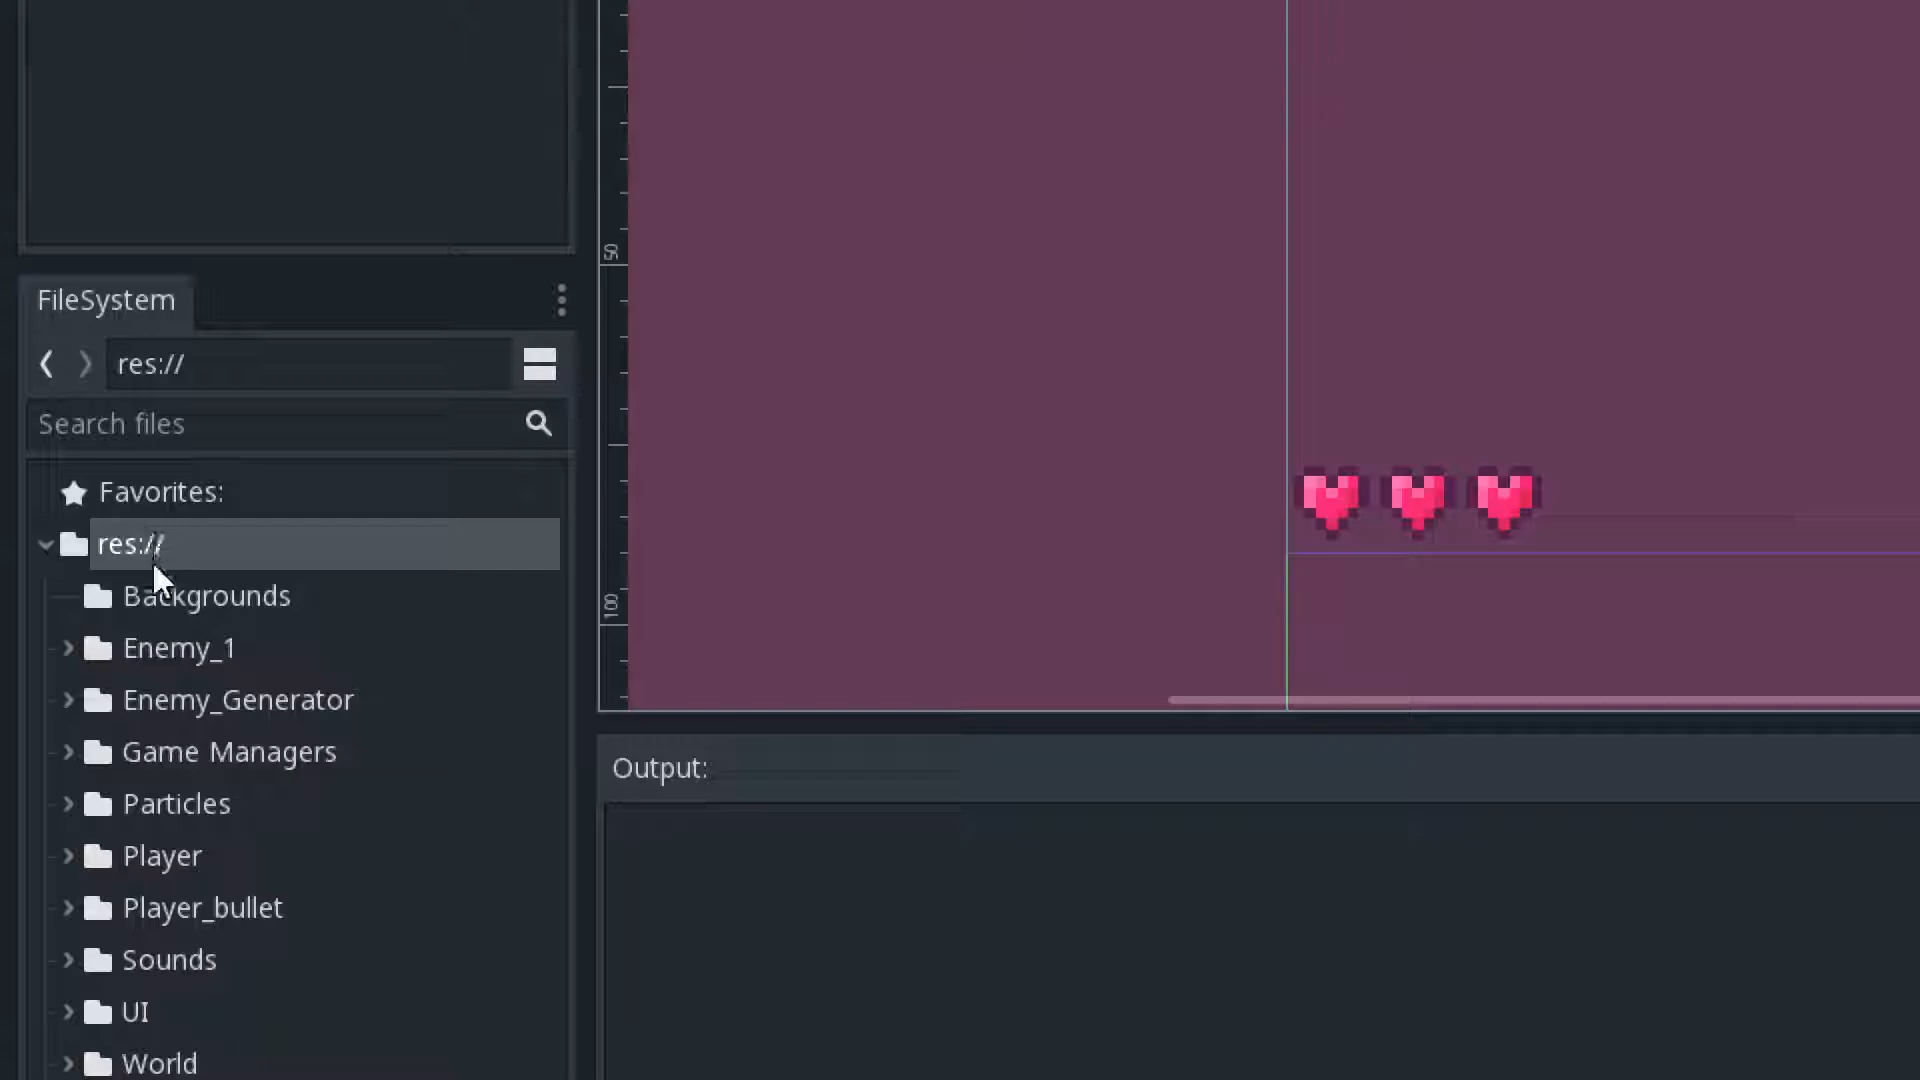 FileSystem
res://
Search files
Favorites:
res://
Backgrounds
Enemy_1
Enemy_Generator
Game Managers
Particles
Player
Player_bullet
Sounds
UI
World
50
100
Output: